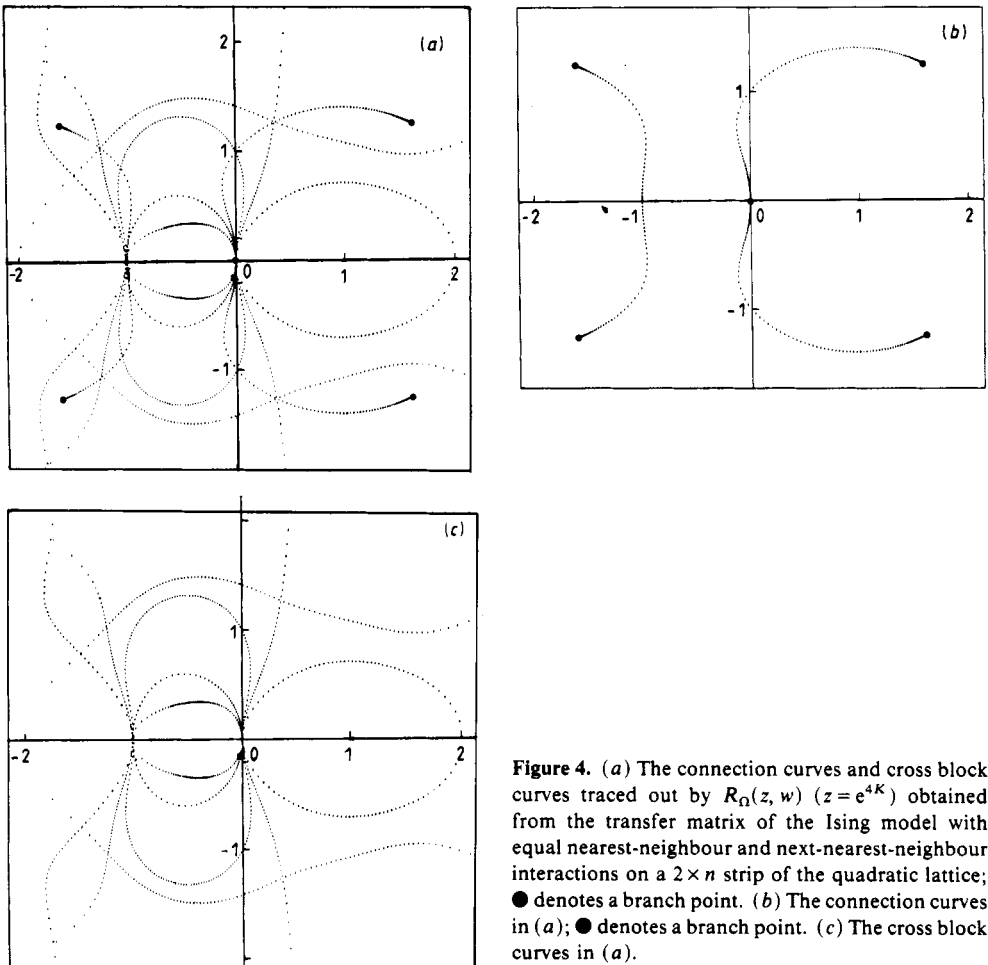 (a)
2
1
-2
0
1
2
-1
(b)
1
-2
-1
0
1
2
-1
(c)
1
-2
0
1
2
-1
Figure 4. (a) The connection curves and cross block
curves traced out by R_Ω(z, w) (z = e^{4K}) obtained
from the transfer matrix of the Ising model with
equal nearest-neighbour and next-nearest-neighbour
interactions on a 2 × n strip of the quadratic lattice;
● denotes a branch point. (b) The connection curves
in (a); ● denotes a branch point. (c) The cross block
curves in (a).